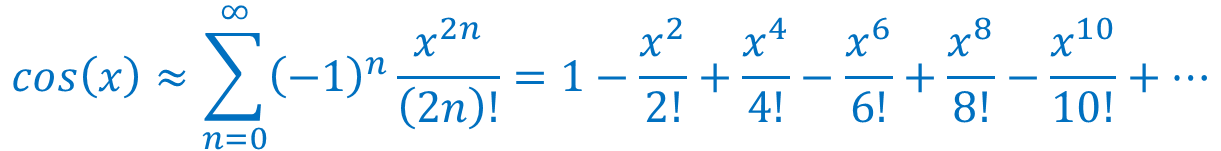 cos(x) ≈ ∑_{n=0}^{∞} (−1)^n x^{2n}/(2n)! = 1 − x^2/2! + x^4/4! − x^6/6! + x^8/8! − x^{10}/10! + ⋯